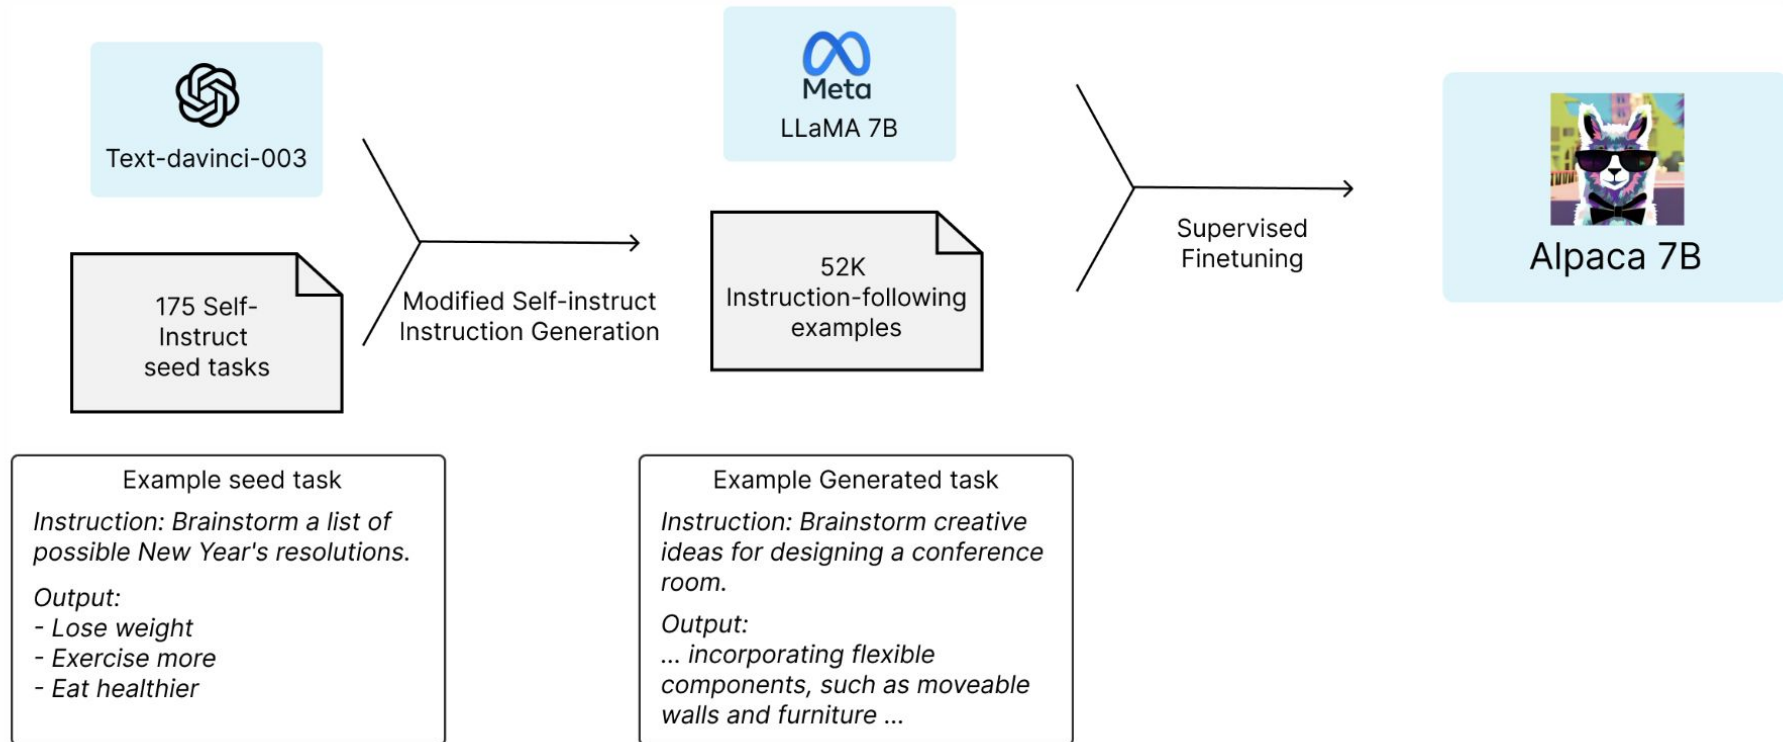 Text-davinci-003
175 Self-
Instruct
seed tasks
Modified Self-instruct
Instruction Generation
Meta
LLaMA 7B
52K
Instruction-following
examples
Supervised
Finetuning
Alpaca 7B
Example seed task
Instruction: Brainstorm a list of
possible New Year's resolutions.
Output:
- Lose weight
- Exercise more
- Eat healthier
Example Generated task
Instruction: Brainstorm creative
ideas for designing a conference
room.
Output:
... incorporating flexible
components, such as moveable
walls and furniture ...